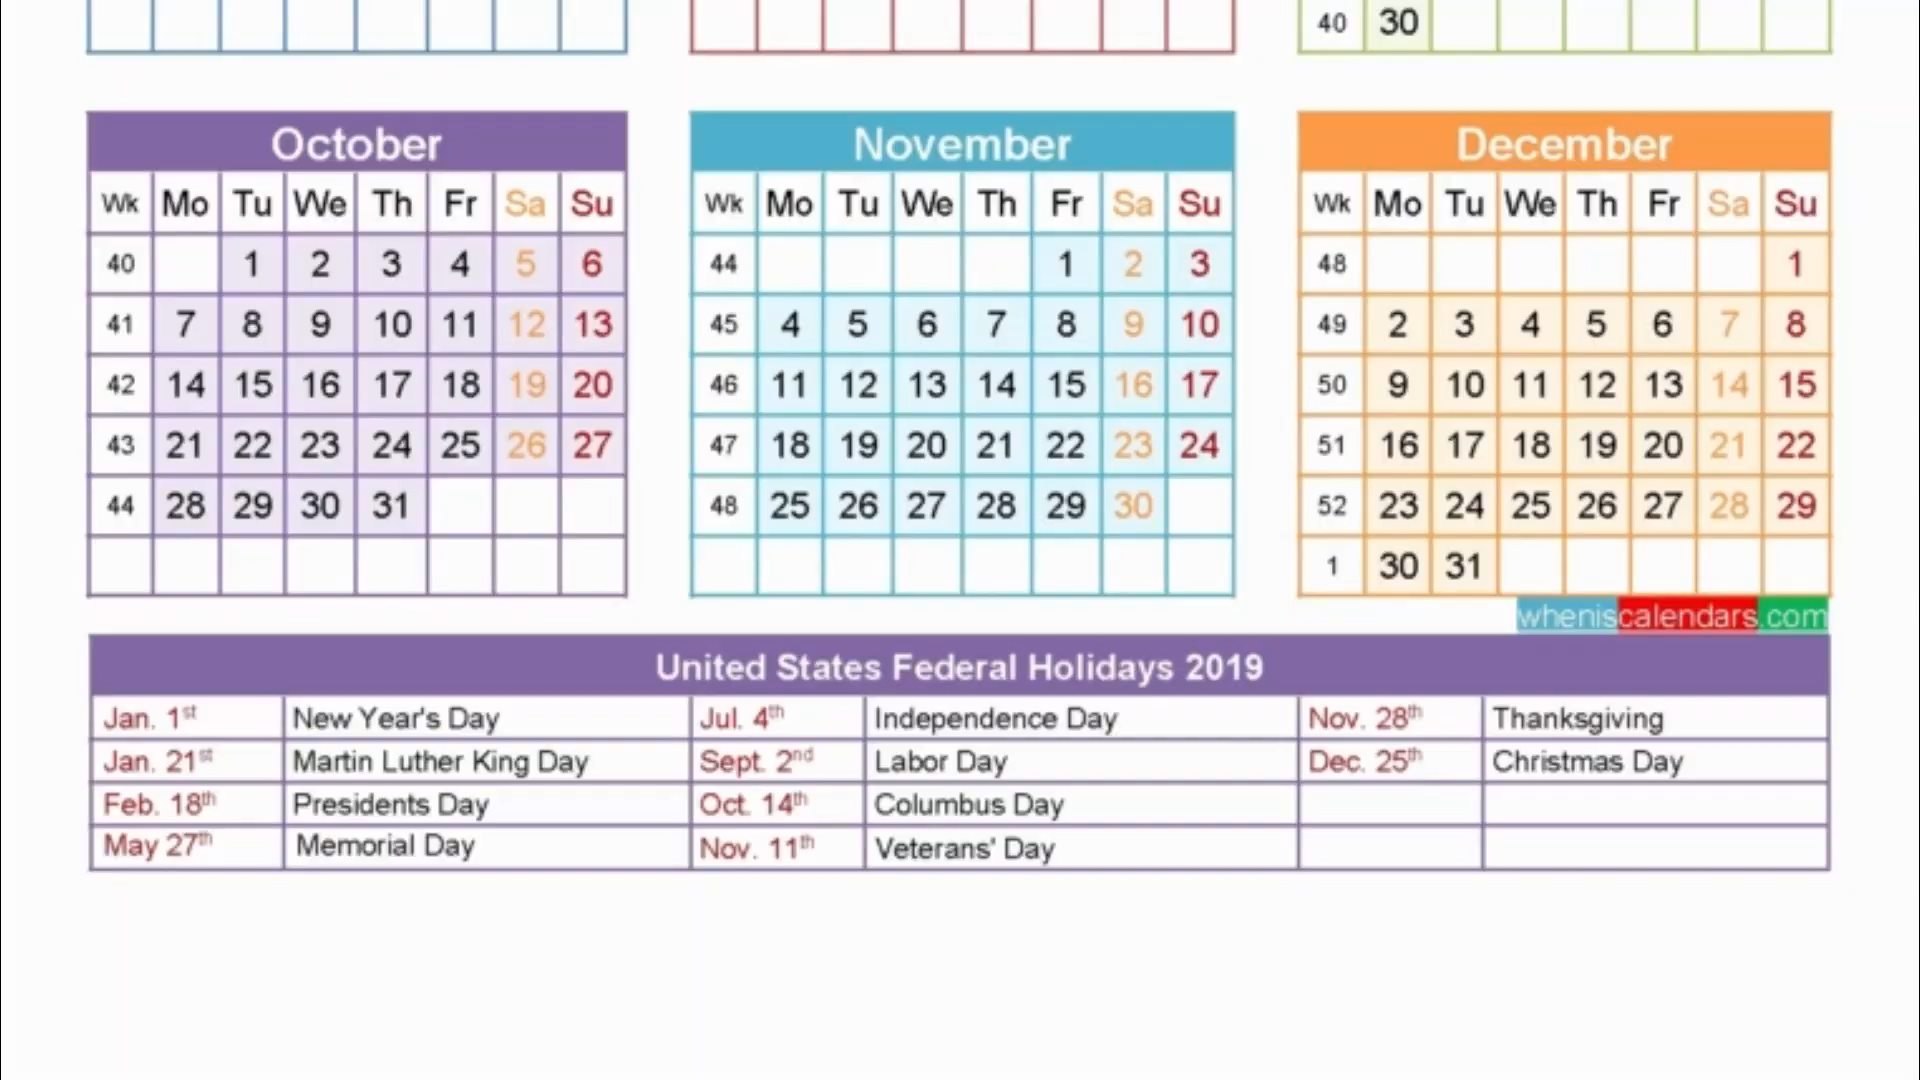 40 30
October
Wk Mo Tu We Th Fr Sa Su
40 1 2 3 4 5 6
41 7 8 9 10 11 12 13
42 14 15 16 17 18 19 20
43 21 22 23 24 25 26 27
44 28 29 30 31
November
Wk Mo Tu We Th Fr Sa Su
44 1 2 3
45 4 5 6 7 8 9 10
46 11 12 13 14 15 16 17
47 18 19 20 21 22 23 24
48 25 26 27 28 29 30
December
Wk Mo Tu We Th Fr Sa Su
48 1
49 2 3 4 5 6 7 8
50 9 10 11 12 13 14 15
51 16 17 18 19 20 21 22
52 23 24 25 26 27 28 29
1 30 31
wheniscalendars.com
United States Federal Holidays 2019
Jan. 1st New Year's Day Jul. 4th Independence Day Nov. 28th Thanksgiving
Jan. 21st Martin Luther King Day Sept. 2nd Labor Day Dec. 25th Christmas Day
Feb. 18th Presidents Day Oct. 14th Columbus Day
May 27th Memorial Day Nov. 11th Veterans' Day